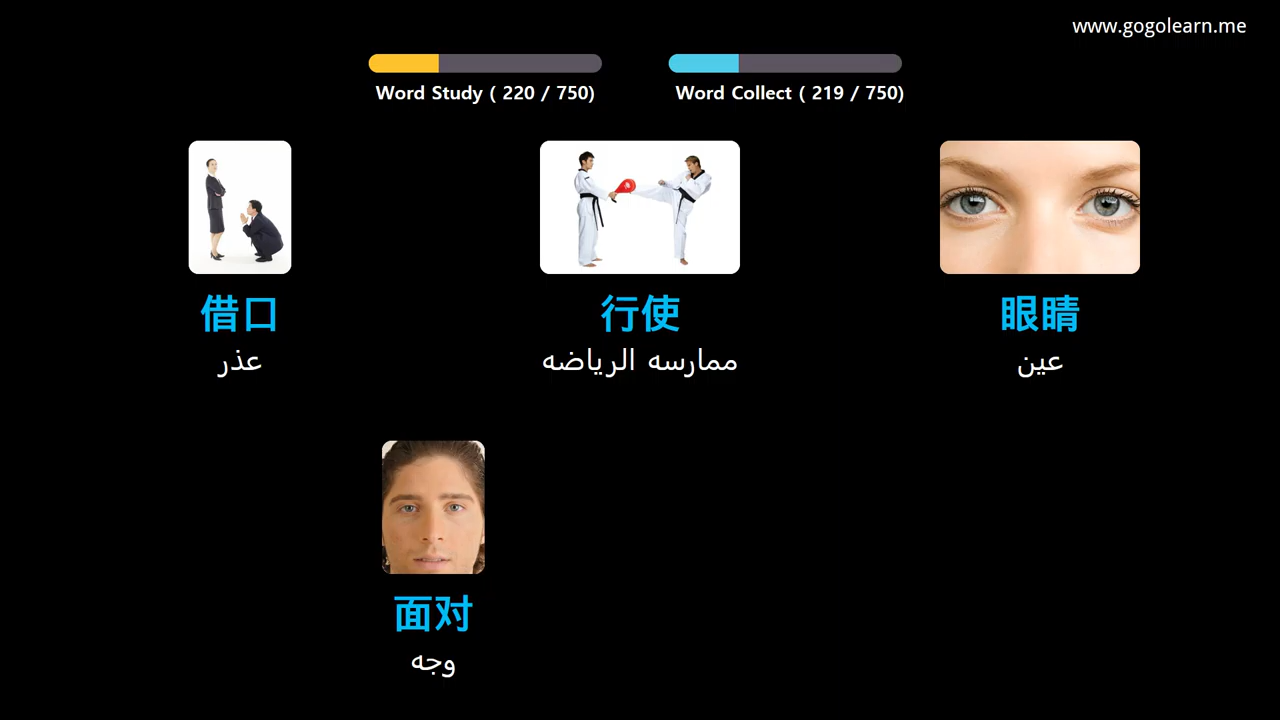 www.gogolearn.me
Word Study ( 220 / 750)
Word Collect ( 219 / 750)
借口
行使
眼睛
عذر
ممارسه الرياضه
عين
面对
وجه